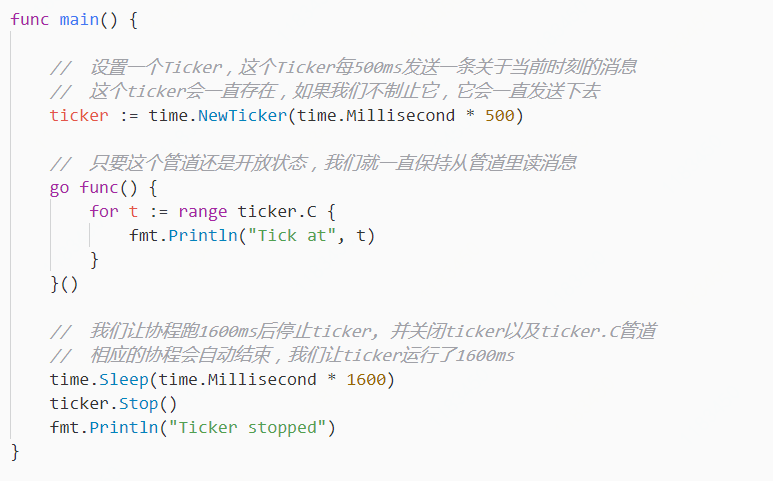 func main() {
//  设置一个Ticker，这个Ticker每500ms发送一条关于当前时刻的消息
//  这个ticker会一直存在，如果我们不制止它，它会一直发送下去
ticker := time.NewTicker(time.Millisecond * 500)
//  只要这个管道还是开放状态，我们就一直保持从管道里读消息
go func() {
for t := range ticker.C {
fmt.Println("Tick at", t)
}
}()
//  我们让协程跑1600ms后停止ticker, 并关闭ticker以及ticker.C管道
//  相应的协程会自动结束，我们让ticker运行了1600ms
time.Sleep(time.Millisecond * 1600)
ticker.Stop()
fmt.Println("Ticker stopped")
}